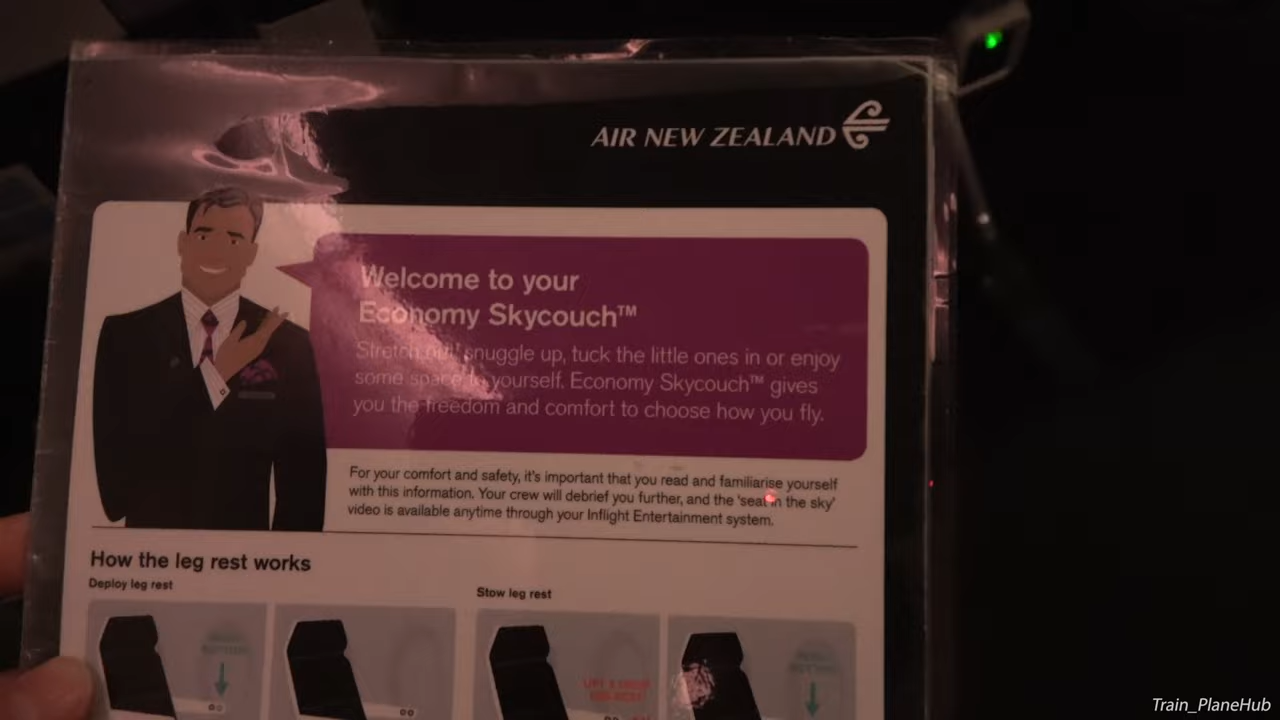 AIR NEW ZEALAND
Welcome to your
Economy Skycouch™
Stretch out, snuggle up, tuck the little ones in or enjoy
some space to yourself. Economy Skycouch™ gives
you the freedom and comfort to choose how you fly.
For your comfort and safety, it's important that you read and familiarise yourself
with this information. Your crew will debrief you further, and the 'seat in the sky'
video is available anytime through your Inflight Entertainment system.
How the leg rest works
Deploy leg rest
Stow leg rest
Train_PlaneHub